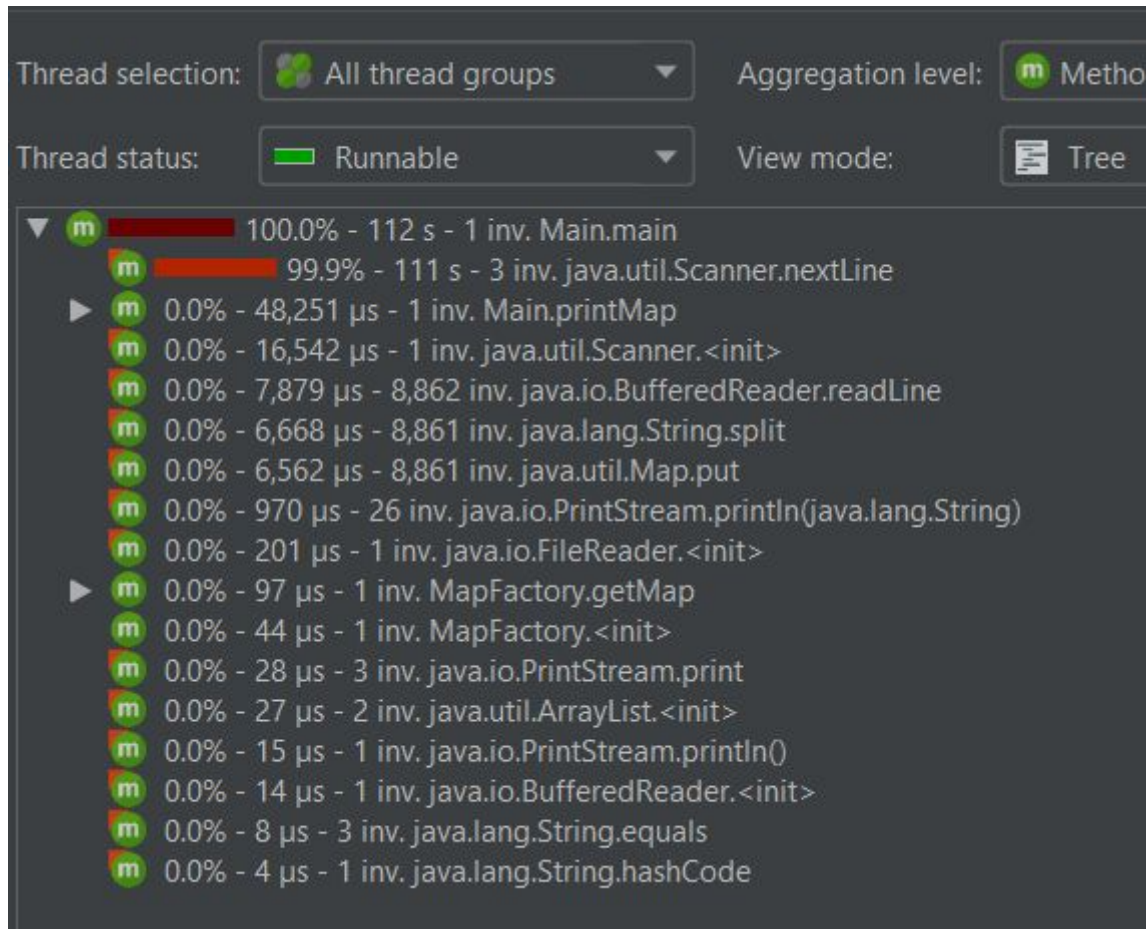 Thread selection: All thread groups Aggregation level: m Metho
Thread status: Runnable View mode: Tree
m 100.0% - 112 s - 1 inv. Main.main
m 99.9% - 111 s - 3 inv. java.util.Scanner.nextLine
m 0.0% - 48,251 µs - 1 inv. Main.printMap
m 0.0% - 16,542 µs - 1 inv. java.util.Scanner.<init>
m 0.0% - 7,879 µs - 8,862 inv. java.io.BufferedReader.readLine
m 0.0% - 6,668 µs - 8,861 inv. java.lang.String.split
m 0.0% - 6,562 µs - 8,861 inv. java.util.Map.put
m 0.0% - 970 µs - 26 inv. java.io.PrintStream.println(java.lang.String)
m 0.0% - 201 µs - 1 inv. java.io.FileReader.<init>
m 0.0% - 97 µs - 1 inv. MapFactory.getMap
m 0.0% - 44 µs - 1 inv. MapFactory.<init>
m 0.0% - 28 µs - 3 inv. java.io.PrintStream.print
m 0.0% - 27 µs - 2 inv. java.util.ArrayList.<init>
m 0.0% - 15 µs - 1 inv. java.io.PrintStream.println()
m 0.0% - 14 µs - 1 inv. java.io.BufferedReader.<init>
m 0.0% - 8 µs - 3 inv. java.lang.String.equals
m 0.0% - 4 µs - 1 inv. java.lang.String.hashCode